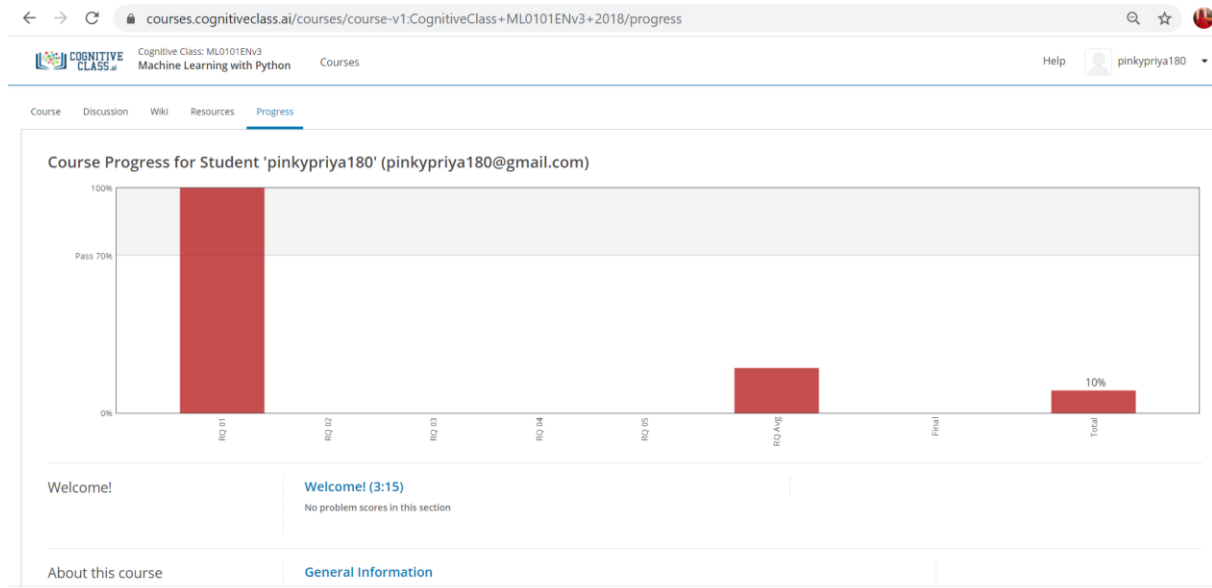 courses.cognitiveclass.ai/courses/course-v1:CognitiveClass+ML0101ENv3+2018/progress
COGNITIVE
CLASS.ai
Cognitive Class: ML0101ENv3
Machine Learning with Python
Courses
Help
pinkypriya180
Course Discussion Wiki Resources Progress
Course Progress for Student 'pinkypriya180' (pinkypriya180@gmail.com)
100%
Pass 70%
10%
0%
RQ 01
RQ 02
RQ 03
RQ 04
RQ 05
RQ Avg
Final
Total
Welcome!
Welcome! (3:15)
No problem scores in this section
About this course
General Information